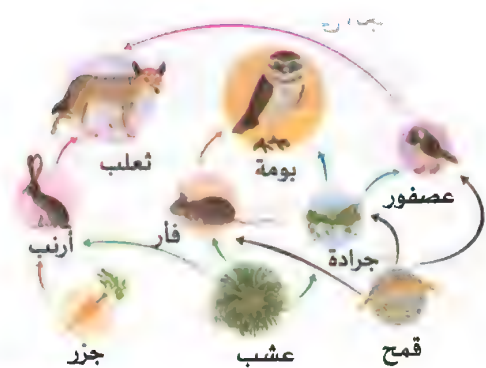 ثعلب
بومة
عصفور
أرنب
فأر
جرادة
جزر
عشب
قمح